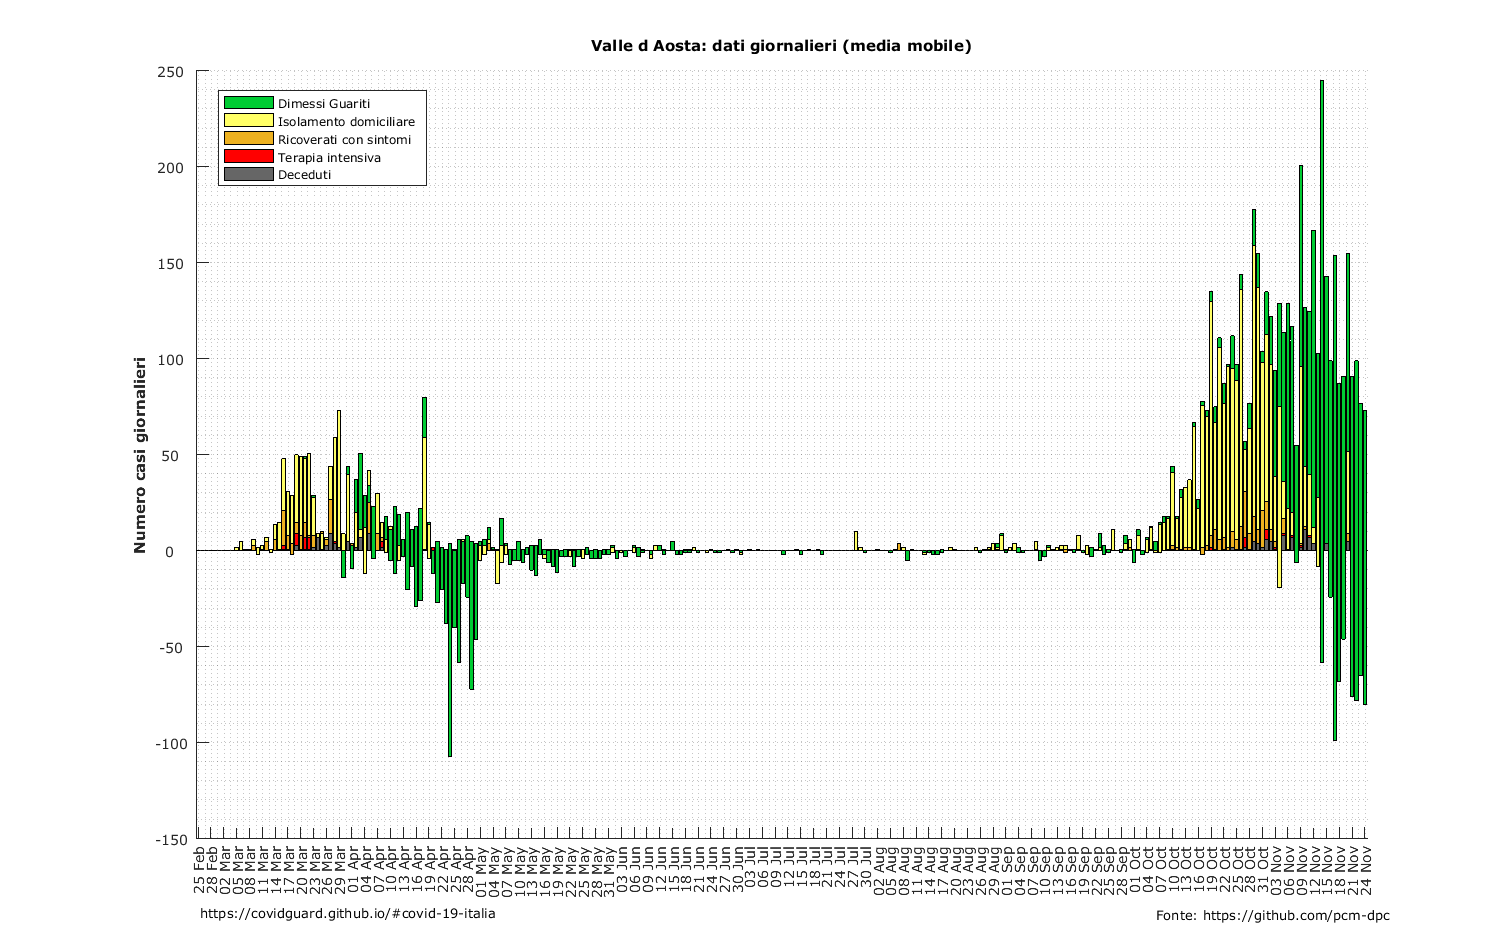 Valle d Aosta: dati giornalieri (media mobile)
250
200
150
100
50
0
-50
-100
-150
Numero casi giornalieri
Dimessi Guariti
Isolamento domiciliare
Ricoverati con sintomi
Terapia intensiva
Deceduti
25 Feb
28 Feb
02 Mar
05 Mar
08 Mar
11 Mar
14 Mar
17 Mar
20 Mar
23 Mar
26 Mar
29 Mar
01 Apr
04 Apr
07 Apr
10 Apr
13 Apr
16 Apr
19 Apr
22 Apr
25 Apr
28 Apr
01 May
04 May
07 May
10 May
13 May
16 May
19 May
22 May
25 May
28 May
31 May
03 Jun
06 Jun
09 Jun
12 Jun
15 Jun
18 Jun
21 Jun
24 Jun
27 Jun
30 Jun
03 Jul
06 Jul
09 Jul
12 Jul
15 Jul
18 Jul
21 Jul
24 Jul
27 Jul
30 Jul
02 Aug
05 Aug
08 Aug
11 Aug
14 Aug
17 Aug
20 Aug
23 Aug
26 Aug
29 Aug
01 Sep
04 Sep
07 Sep
10 Sep
13 Sep
16 Sep
19 Sep
22 Sep
25 Sep
28 Sep
01 Oct
04 Oct
07 Oct
10 Oct
13 Oct
16 Oct
19 Oct
22 Oct
25 Oct
28 Oct
31 Oct
03 Nov
06 Nov
09 Nov
12 Nov
15 Nov
18 Nov
21 Nov
24 Nov
https://covidguard.github.io/#covid-19-italia
Fonte: https://github.com/pcm-dpc